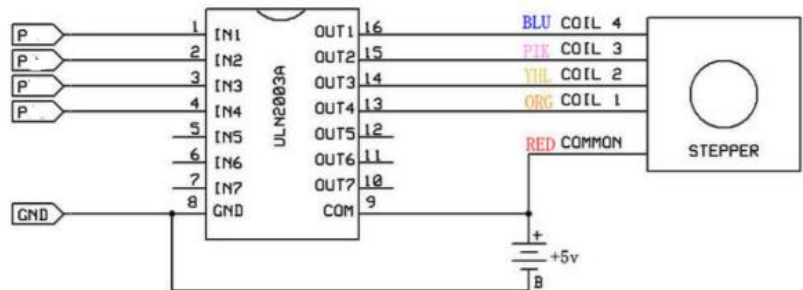 P 1 IN1 OUT1 16 BLU COIL 4
P 2 IN2 OUT2 15 PIK COIL 3
P 3 IN3 OUT3 14 YHL COIL 2
P 4 IN4 OUT4 13 ORG COIL 1
5 IN5 OUT5 12
6 IN6 OUT6 11
7 IN7 OUT7 10
GND 8 GND COM 9
ULN2003A
RED COMMON
STEPPER
+
+5v
B